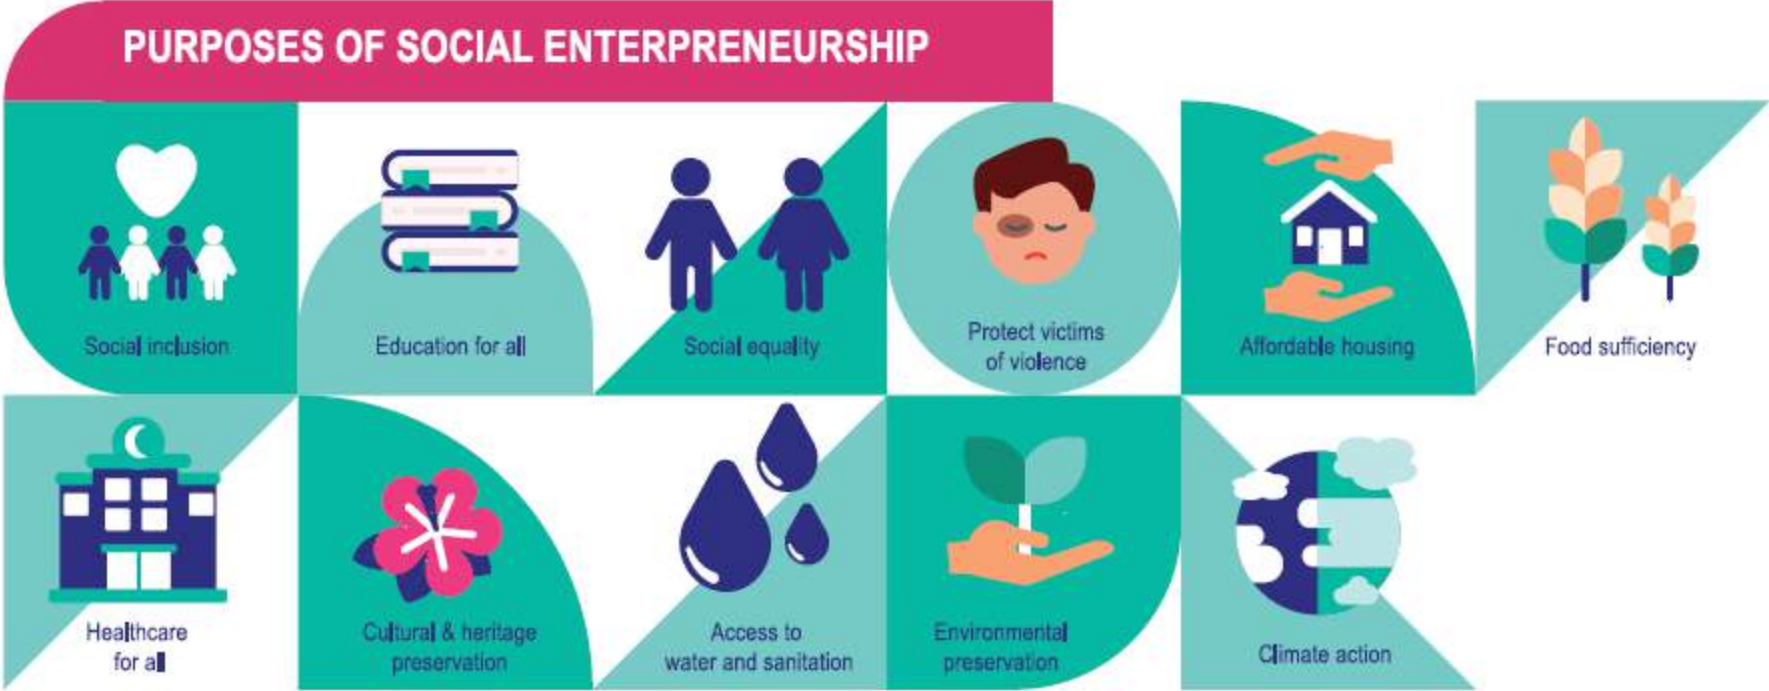 PURPOSES OF SOCIAL ENTERPRENEURSHIP
Social inclusion
Education for all
Social equality
Protect victims
of violence
Affordable housing
Food sufficiency
Healthcare
for all
Cultural & heritage
preservation
Access to
water and sanitation
Environmental
preservation
Climate action